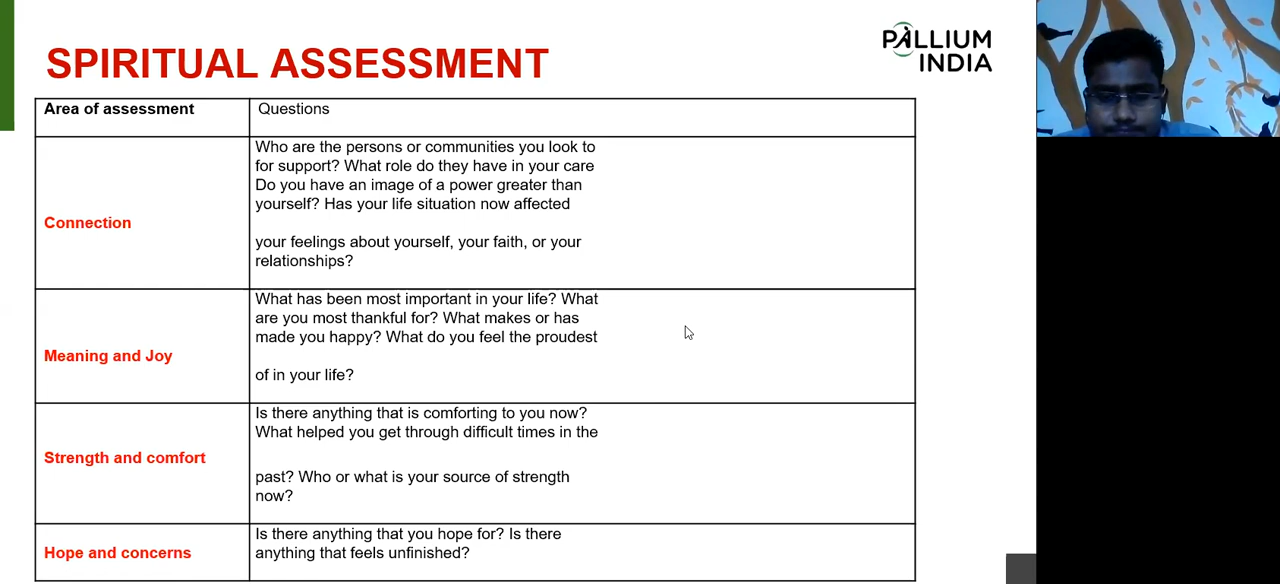 SPIRITUAL ASSESSMENT
PALLIUM
INDIA
Area of assessment
Questions
Connection
Who are the persons or communities you look to
for support? What role do they have in your care
Do you have an image of a power greater than
yourself? Has your life situation now affected
your feelings about yourself, your faith, or your
relationships?
Meaning and Joy
What has been most important in your life? What
are you most thankful for? What makes or has
made you happy? What do you feel the proudest
of in your life?
Strength and comfort
Is there anything that is comforting to you now?
What helped you get through difficult times in the
past? Who or what is your source of strength
now?
Hope and concerns
Is there anything that you hope for? Is there
anything that feels unfinished?